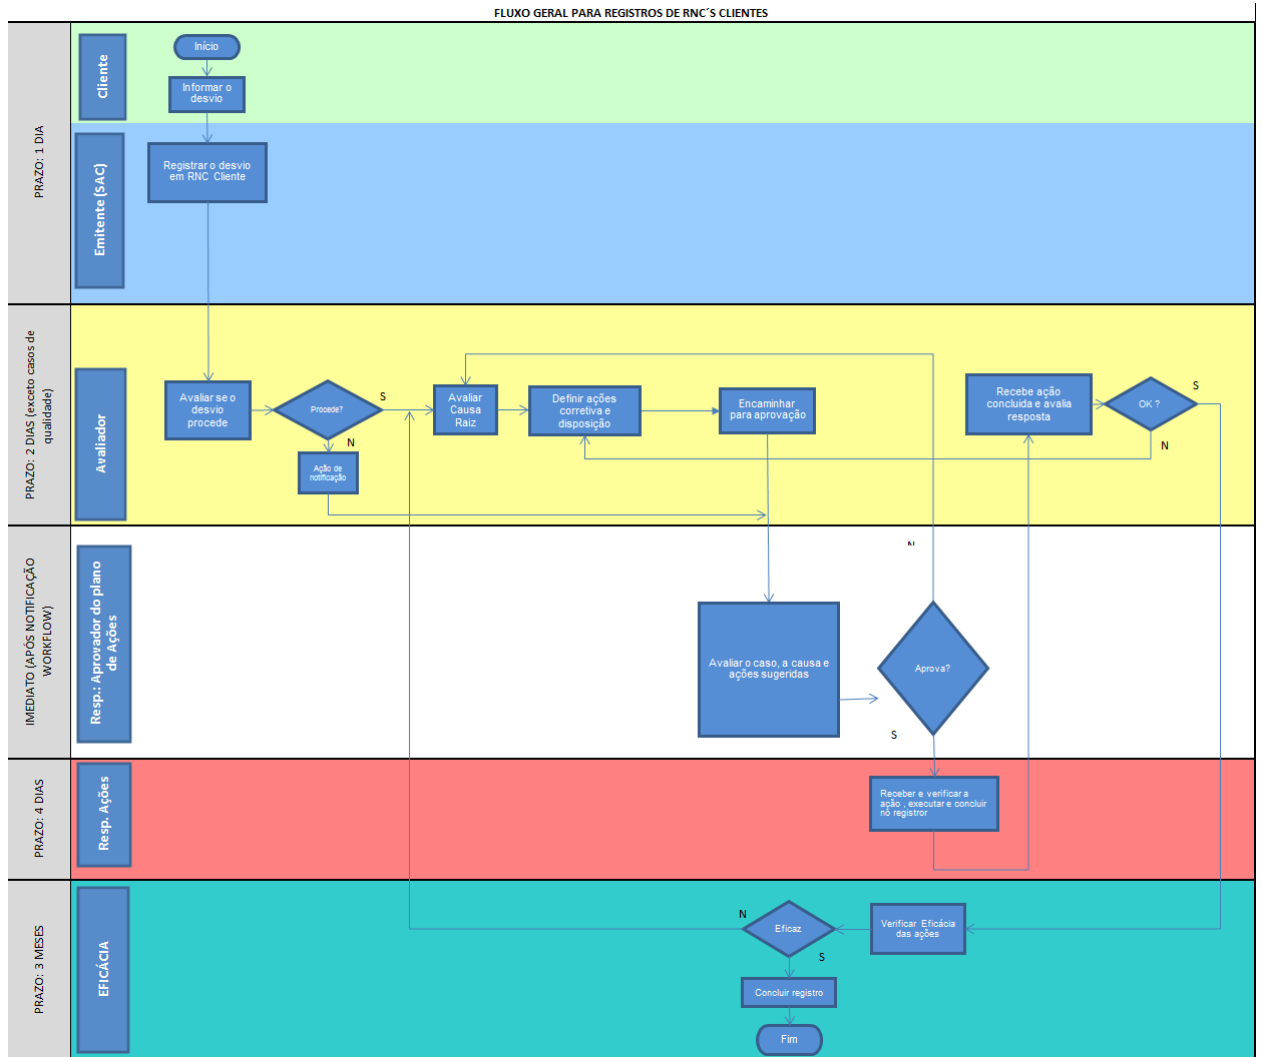 FLUXO GERAL PARA REGISTROS DE RNC´S CLIENTES
PRAZO: 1 DIA
Cliente
Início
Informar o
desvio
Emitente (SAC)
Registrar o desvio
em RNC Cliente
PRAZO: 2 DIAS (exceto casos de
qualidade)
Avaliador
Avaliar se o
desvio
procede
Procede?
S
N
Ação de
notificação
Avaliar
Causa
Raiz
Definir ações
corretiva e
disposição
Encaminhar
para aprovação
Recebe ação
concluida e avalia
resposta
OK ?
S
N
IMEDIATO (APÓS NOTIFICAÇÃO
WORKFLOW)
Resp.: Aprovador do plano
de Ações
Avaliar o caso, a causa e
ações sugeridas
Aprova?
N
S
PRAZO: 4 DIAS
Resp. Ações
Receber e verificar a
ação , executar e concluir
no registror
PRAZO: 3 MESES
EFICÁCIA
Verificar Eficácia
das ações
Eficaz
N
S
Concluir registro
Fim